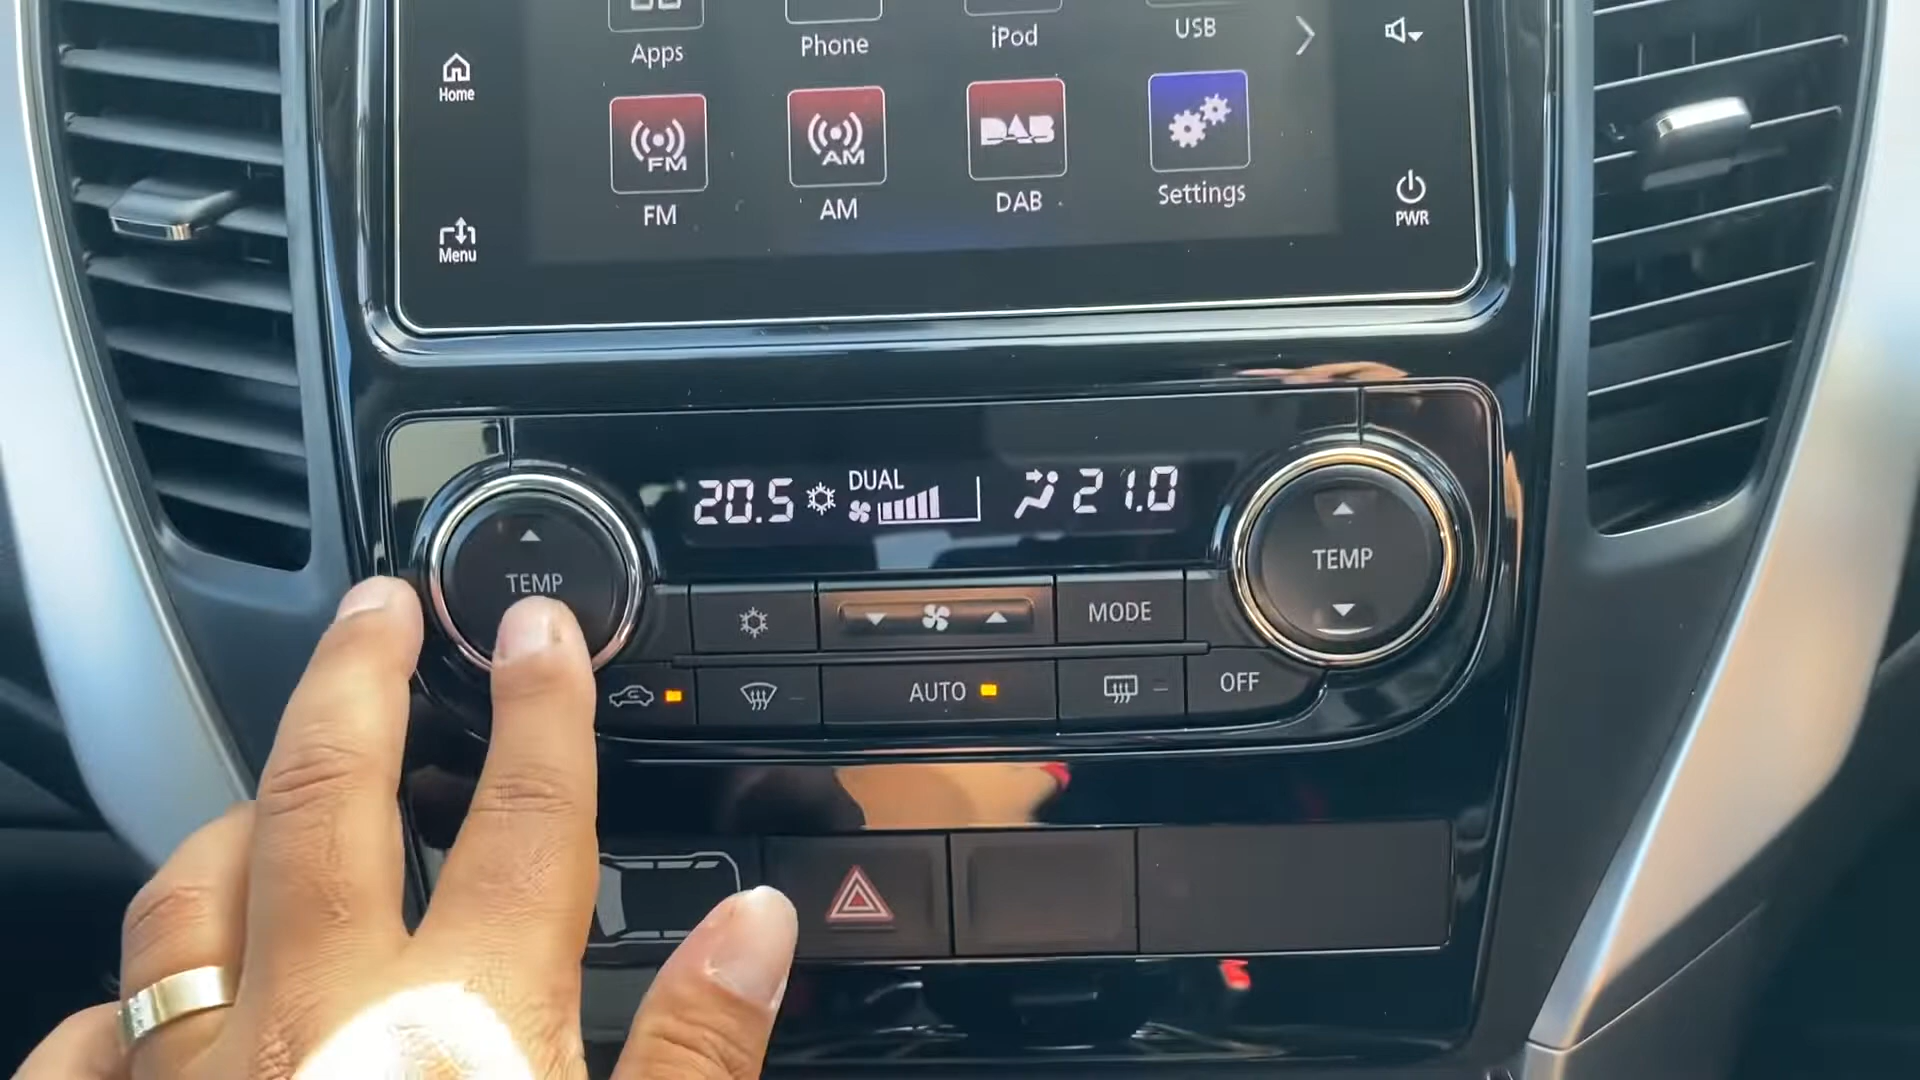 Apps
Phone
iPod
USB
Home
FM
AM
DAB
FM
AM
DAB
Settings
Menu
PWR
20.5
DUAL
21.0
TEMP
TEMP
MODE
AUTO
OFF